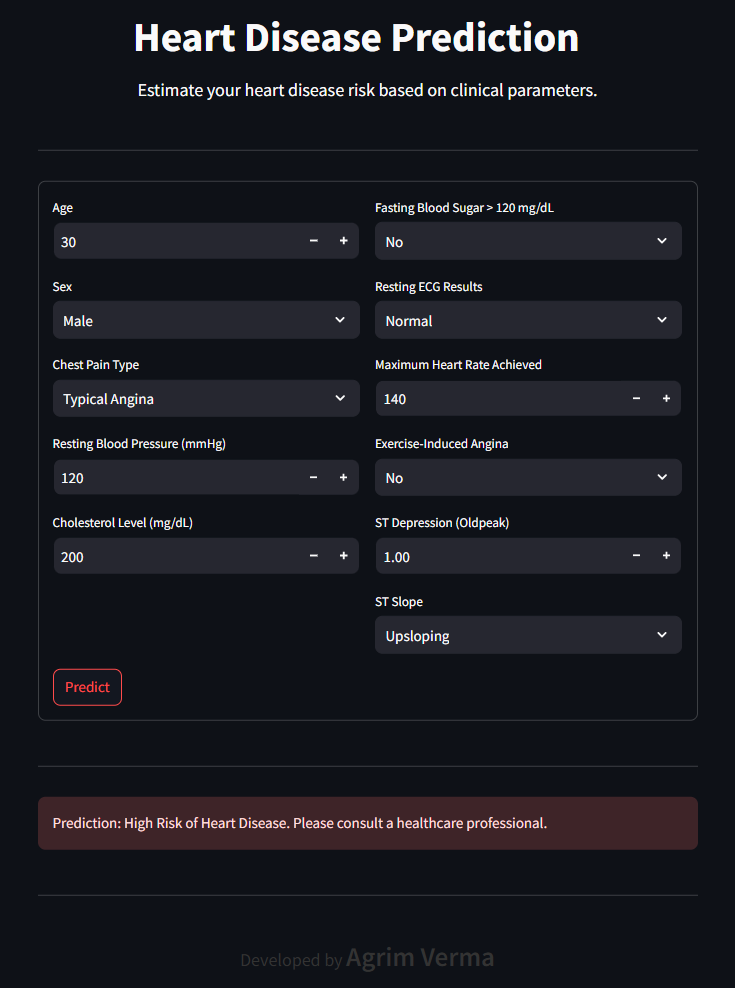 Heart Disease Prediction
Estimate your heart disease risk based on clinical parameters.
Age
30
Sex
Male
Chest Pain Type
Typical Angina
Resting Blood Pressure (mmHg)
120
Cholesterol Level (mg/dL)
200
Fasting Blood Sugar > 120 mg/dL
No
Resting ECG Results
Normal
Maximum Heart Rate Achieved
140
Exercise-Induced Angina
No
ST Depression (Oldpeak)
1.00
ST Slope
Upsloping
Predict
Prediction: High Risk of Heart Disease. Please consult a healthcare professional.
Developed by Agrim Verma